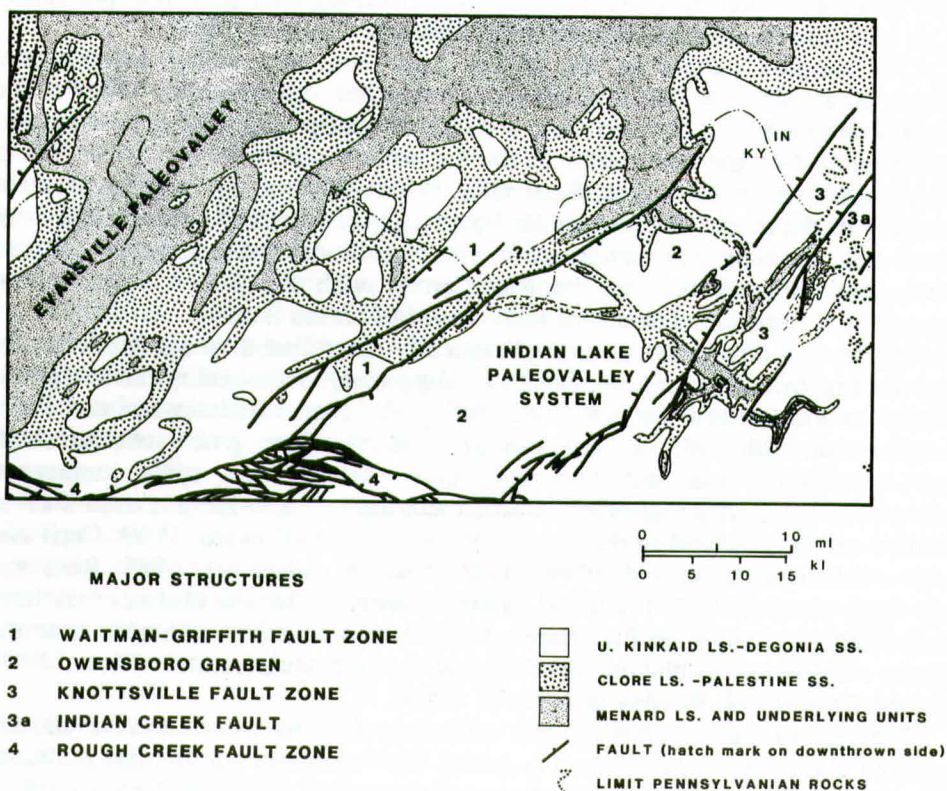 EVANSVILLE PALEOVALLEY
IN
KY
3
3a
2
1
?
3
INDIAN LAKE
PALEOVALLEY
SYSTEM
1
2
4
4
0 10 mi
0 5 10 15 kl
MAJOR STRUCTURES
1 WAITMAN-GRIFFITH FAULT ZONE
2 OWENSBORO GRABEN
3 KNOTTSVILLE FAULT ZONE
3a INDIAN CREEK FAULT
4 ROUGH CREEK FAULT ZONE
U. KINKAID LS.-DEGONIA SS.
CLORE LS. -PALESTINE SS.
MENARD LS. AND UNDERLYING UNITS
FAULT (hatch mark on downthrown side)
LIMIT PENNSYLVANIAN ROCKS